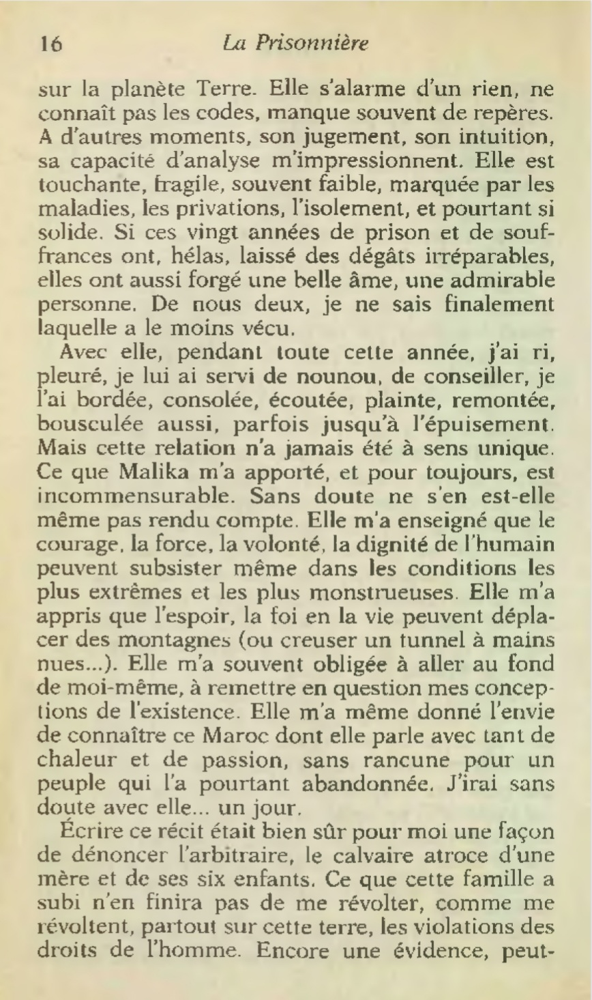 16 La Prisonnière
sur la planète Terre. Elle s'alarme d'un rien, ne
connaît pas les codes, manque souvent de repères.
A d'autres moments, son jugement, son intuition,
sa capacité d'analyse m'impressionnent. Elle est
touchante, fragile, souvent faible, marquée par les
maladies, les privations, l'isolement, et pourtant si
solide. Si ces vingt années de prison et de souf-
frances ont, hélas, laissé des dégâts irréparables,
elles ont aussi forgé une belle âme, une admirable
personne. De nous deux, je ne sais finalement
laquelle a le moins vécu.
Avec elle, pendant toute cette année, j'ai ri,
pleuré, je lui ai servi de nounou, de conseiller, je
l'ai bordée, consolée, écoutée, plainte, remontée,
bousculée aussi, parfois jusqu'à l'épuisement.
Mais cette relation n'a jamais été à sens unique.
Ce que Malika m'a apporté, et pour toujours, est
incommensurable. Sans doute ne s'en est-elle
même pas rendu compte. Elle m'a enseigné que le
courage, la force, la volonté, la dignité de l'humain
peuvent subsister même dans les conditions les
plus extrêmes et les plus monstrueuses. Elle m'a
appris que l'espoir, la foi en la vie peuvent dépla-
cer des montagnes (ou creuser un tunnel à mains
nues...). Elle m'a souvent obligée à aller au fond
de moi-même, à remettre en question mes concep-
tions de l'existence. Elle m'a même donné l'envie
de connaître ce Maroc dont elle parle avec tant de
chaleur et de passion, sans rancune pour un
peuple qui l'a pourtant abandonnée. J'irai sans
doute avec elle... un jour.
Écrire ce récit était bien sûr pour moi une façon
de dénoncer l'arbitraire, le calvaire atroce d'une
mère et de ses six enfants. Ce que cette famille a
subi n'en finira pas de me révolter, comme me
révoltent, partout sur cette terre, les violations des
droits de l'homme. Encore une évidence, peut-